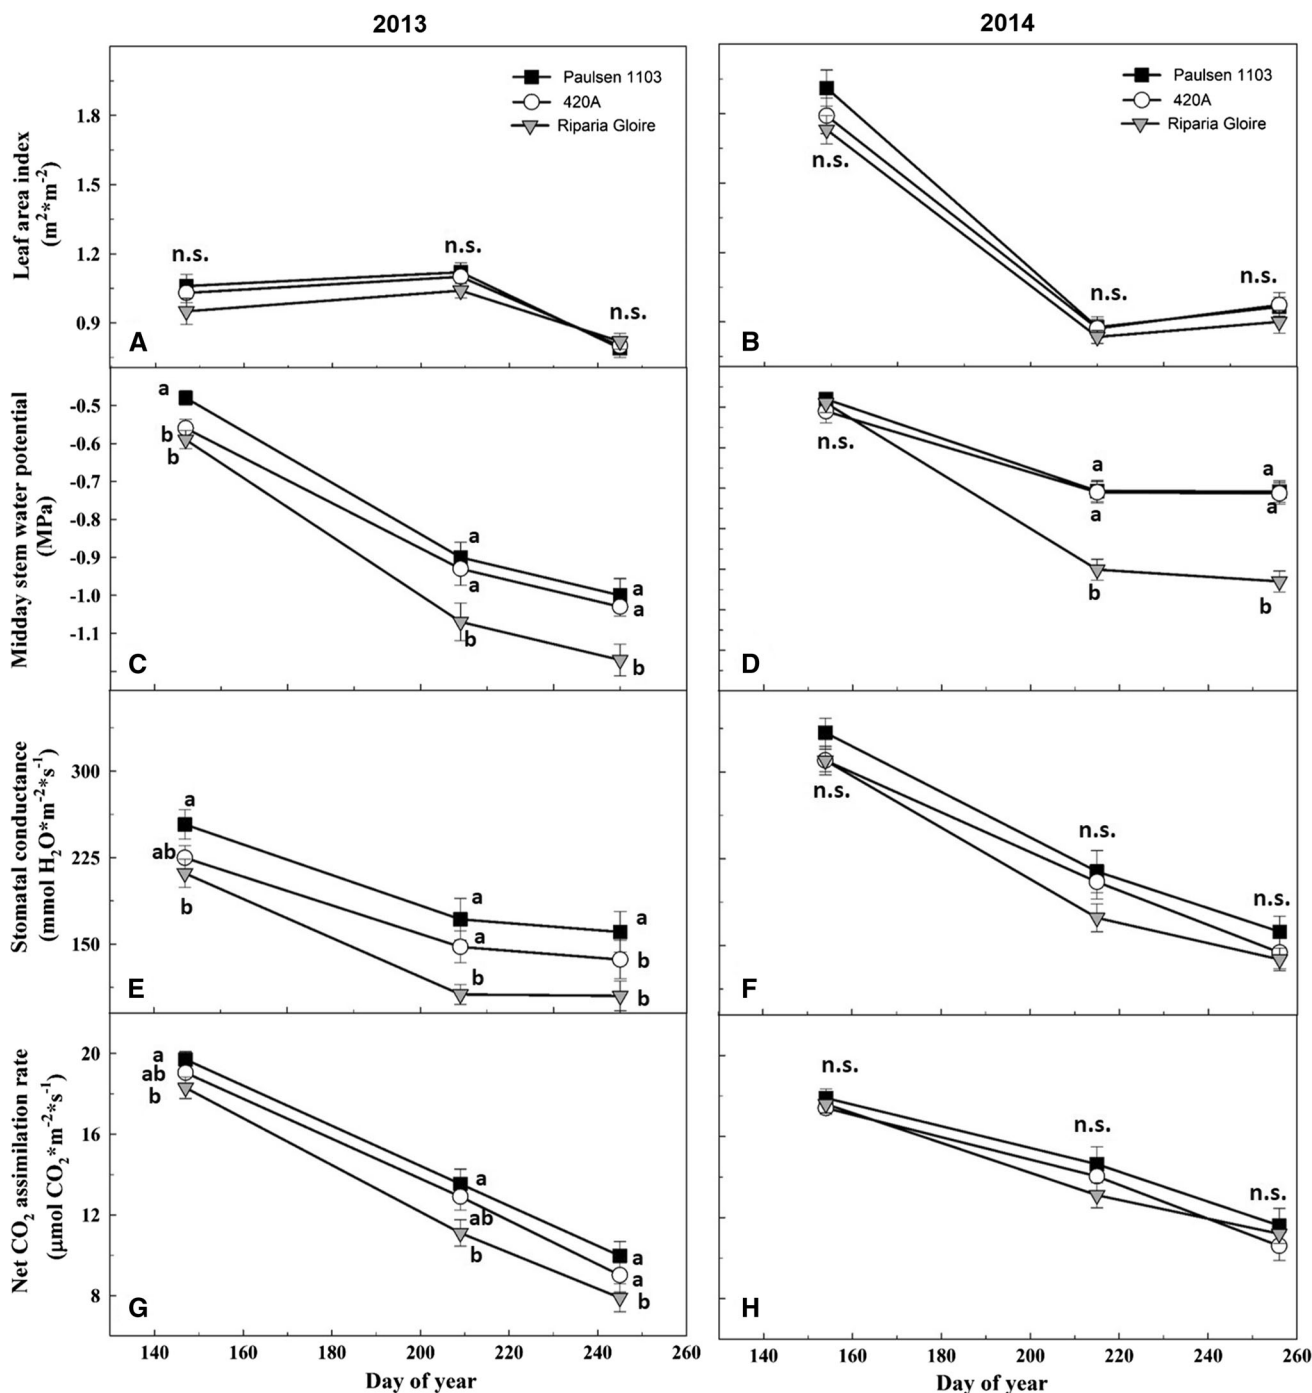 2013
2014
Paulsen 1103
420A
Riparia Gloire
Leaf area index
(m²*m⁻²)
1.8
1.5
1.2
0.9
n.s.
n.s.
n.s.
A
Paulsen 1103
420A
Riparia Gloire
n.s.
n.s.
n.s.
B
Midday stem water potential
(MPa)
-0.5
-0.6
-0.7
-0.8
-0.9
-1.0
-1.1
a
b
b
a
a
b
a
a
b
C
n.s.
a
a
b
a
a
b
D
Stomatal conductance
(mmol H₂O*m⁻²*s⁻¹)
300
225
150
a
ab
b
a
a
b
a
b
b
E
n.s.
n.s.
n.s.
F
Net CO₂ assimilation rate
(μmol CO₂*m⁻²*s⁻¹)
20
16
12
8
a
ab
b
a
ab
b
a
a
b
G
n.s.
n.s.
n.s.
H
140 160 180 200 220 240 260
Day of year
140 160 180 200 220 240 260
Day of year